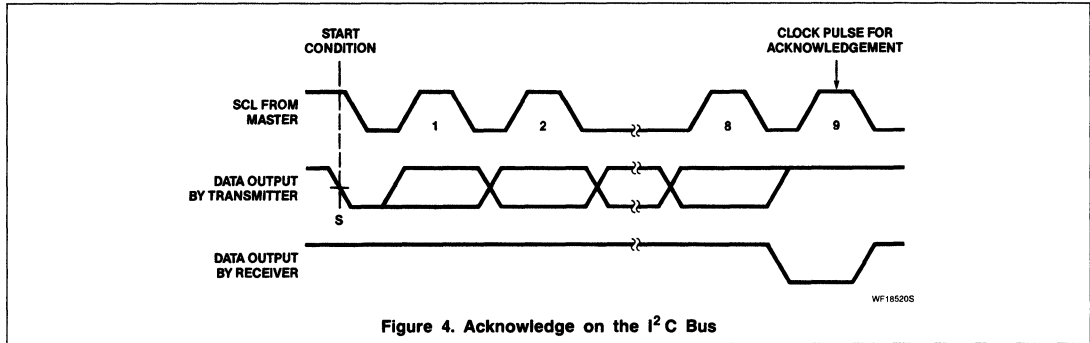 START
CONDITION
CLOCK PULSE FOR
ACKNOWLEDGEMENT
SCL FROM
MASTER
1
2
8
9
DATA OUTPUT
BY TRANSMITTER
S
DATA OUTPUT
BY RECEIVER
WF18520S
Figure 4. Acknowledge on the I² C Bus